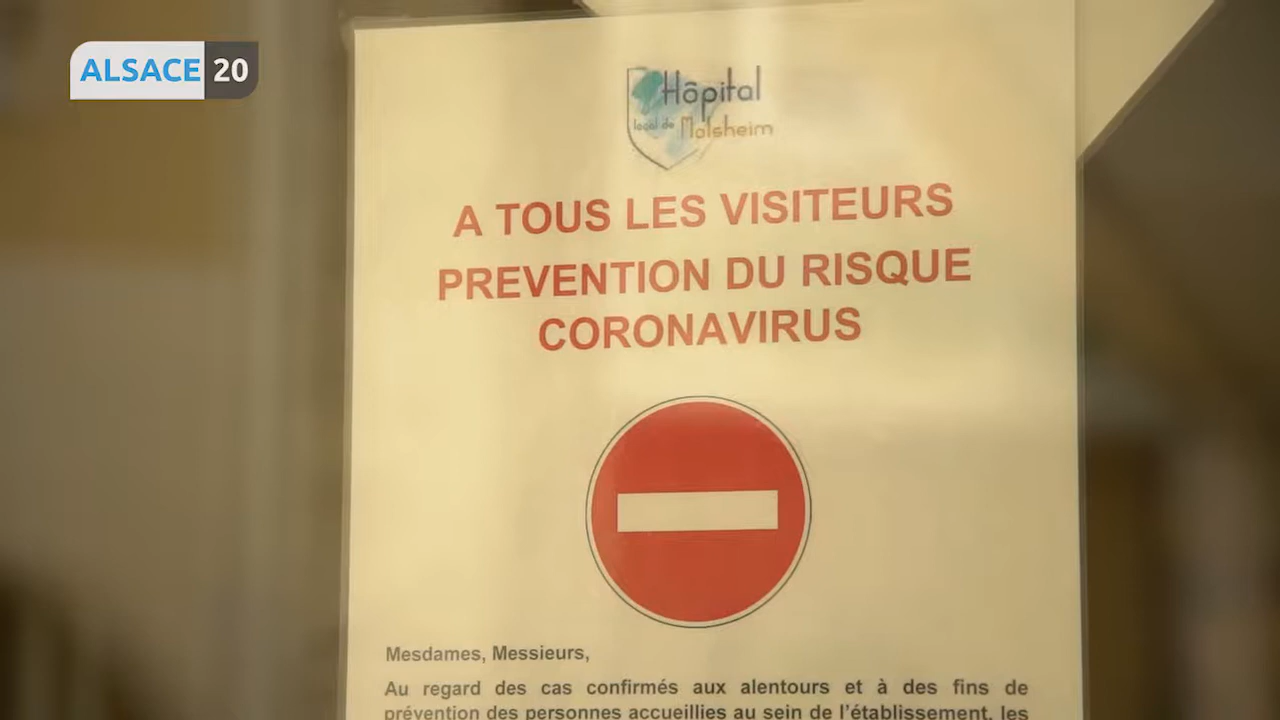 ALSACE 20
Hôpital
local de Molsheim
A TOUS LES VISITEURS
PREVENTION DU RISQUE
CORONAVIRUS
Mesdames, Messieurs,
Au regard des cas confirmés aux alentours et à des fins de
prévention des personnes accueillies au sein de l'établissement, les